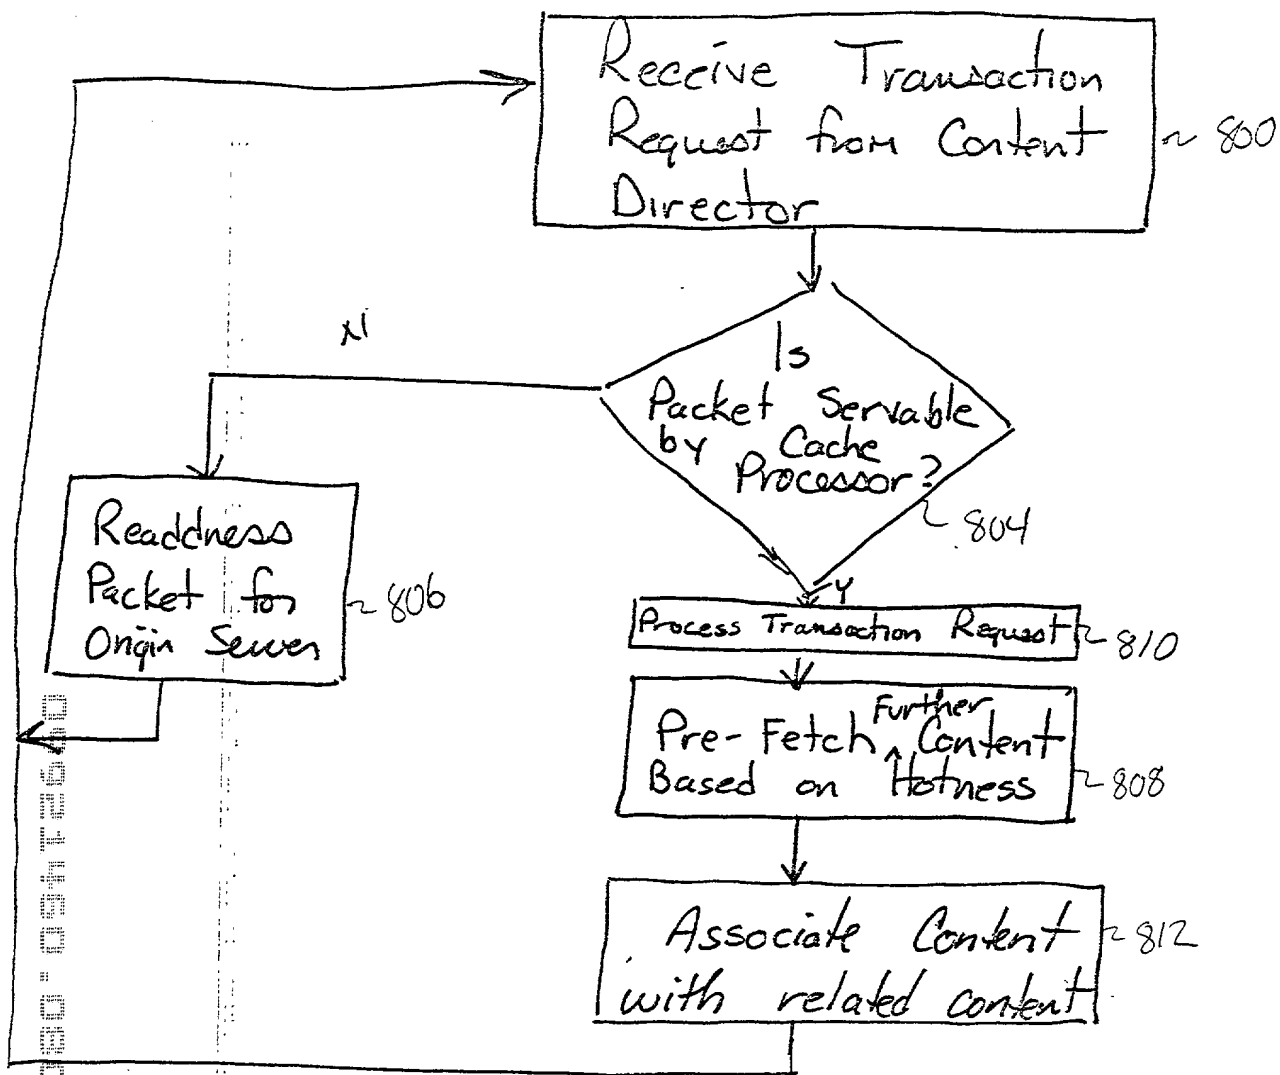 Receive Transaction
Request from Content
Director
~ 800
N
Is
Packet Servable
by Cache
Processor?
~ 804
Y
Readdress
Packet for
Origin Server
~ 806
Process Transaction Request
~ 810
Further
Pre-Fetch ^ Content
Based on Hotness
~ 808
Associate Content
with related content
~ 812